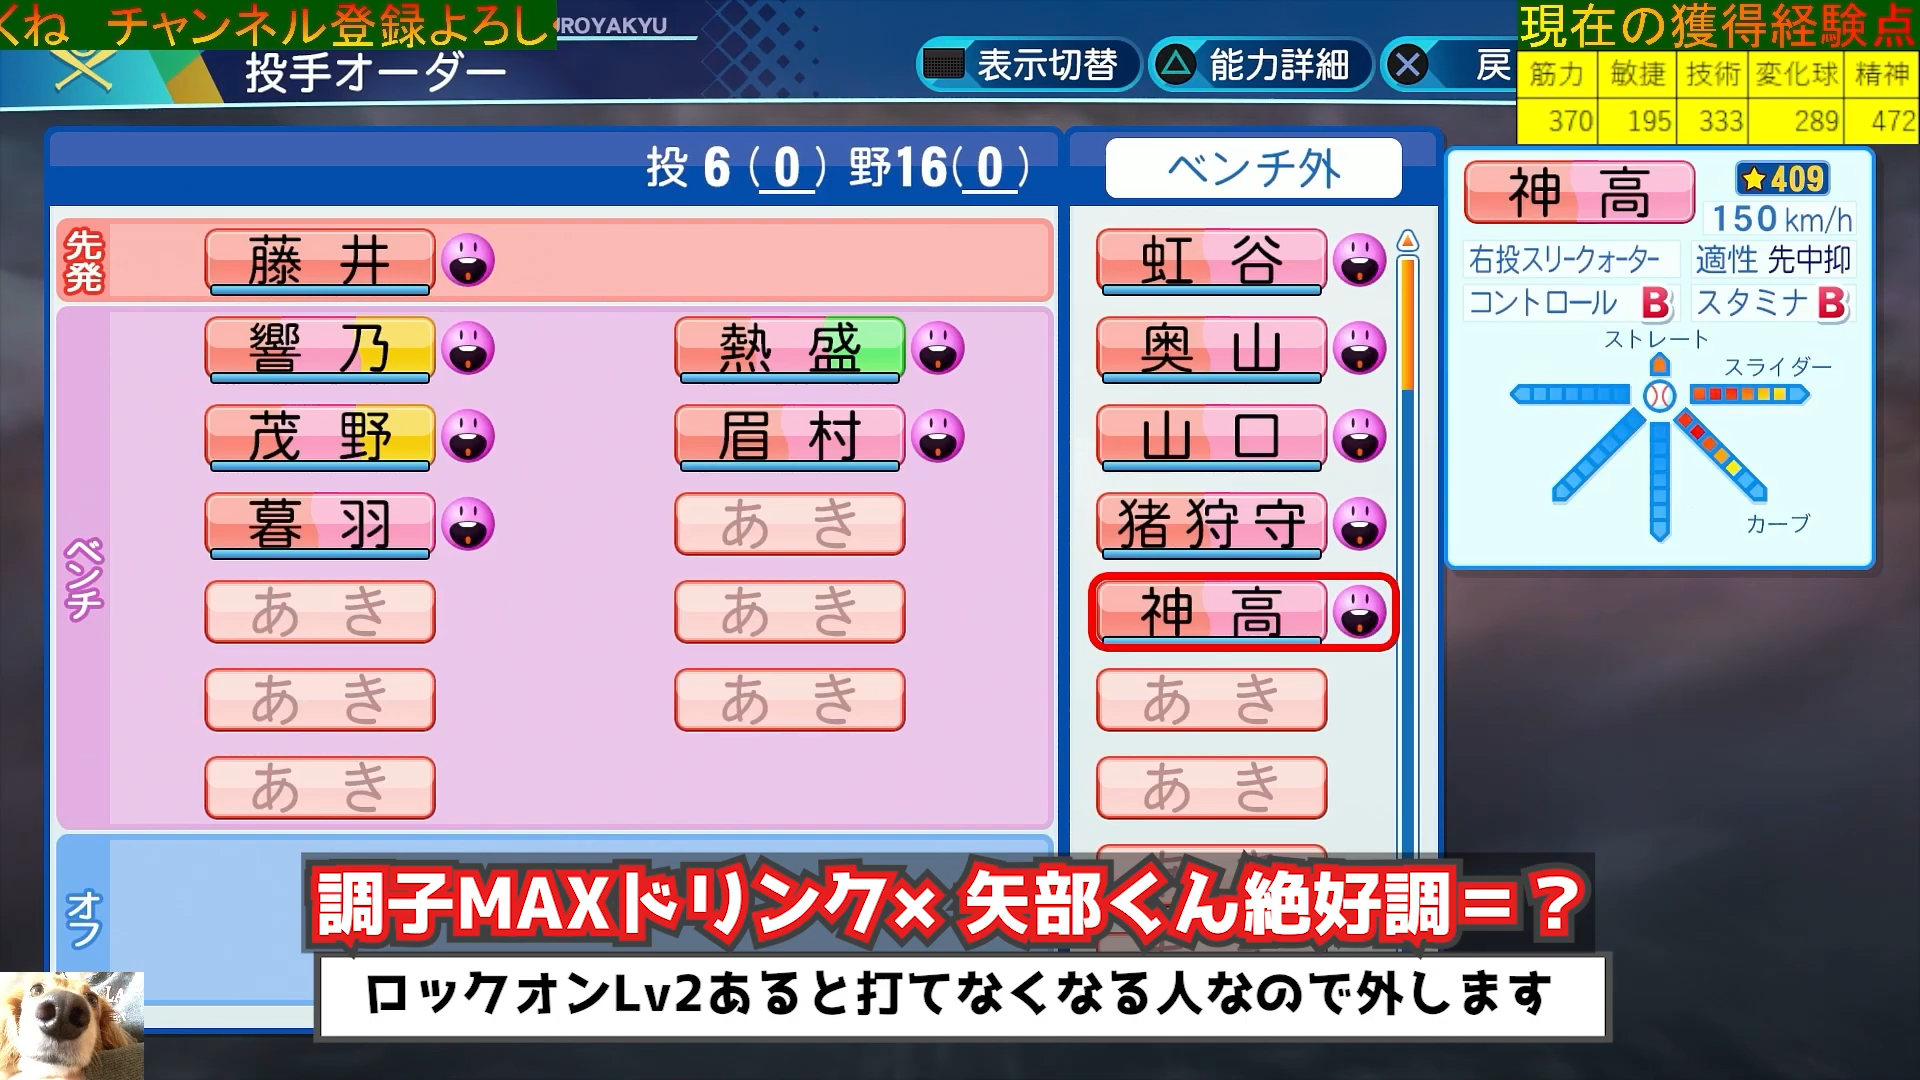 くね チャンネル登録よろし
ROYAKYU
現在の獲得経験点
投手オーダー
表示切替
能力詳細
戻
筋力 敏捷 技術 変化球 精神
370 195 333 289 472
投 6 (0) 野16(0)
ベンチ外
先発
藤井
ベンチ
響乃 熱盛
茂野 眉村
暮羽 あき
あき あき
あき あき
あき
オフ
虹谷
奥山
山口
猪狩守
神高
あき
あき
神高 ★409
150 km/h
右投スリークォーター 適性 先中抑
コントロール B スタミナ B
ストレート
スライダー
カーブ
調子MAXドリンク×矢部くん絶好調=?
ロックオンLv2あると打てなくなる人なので外します